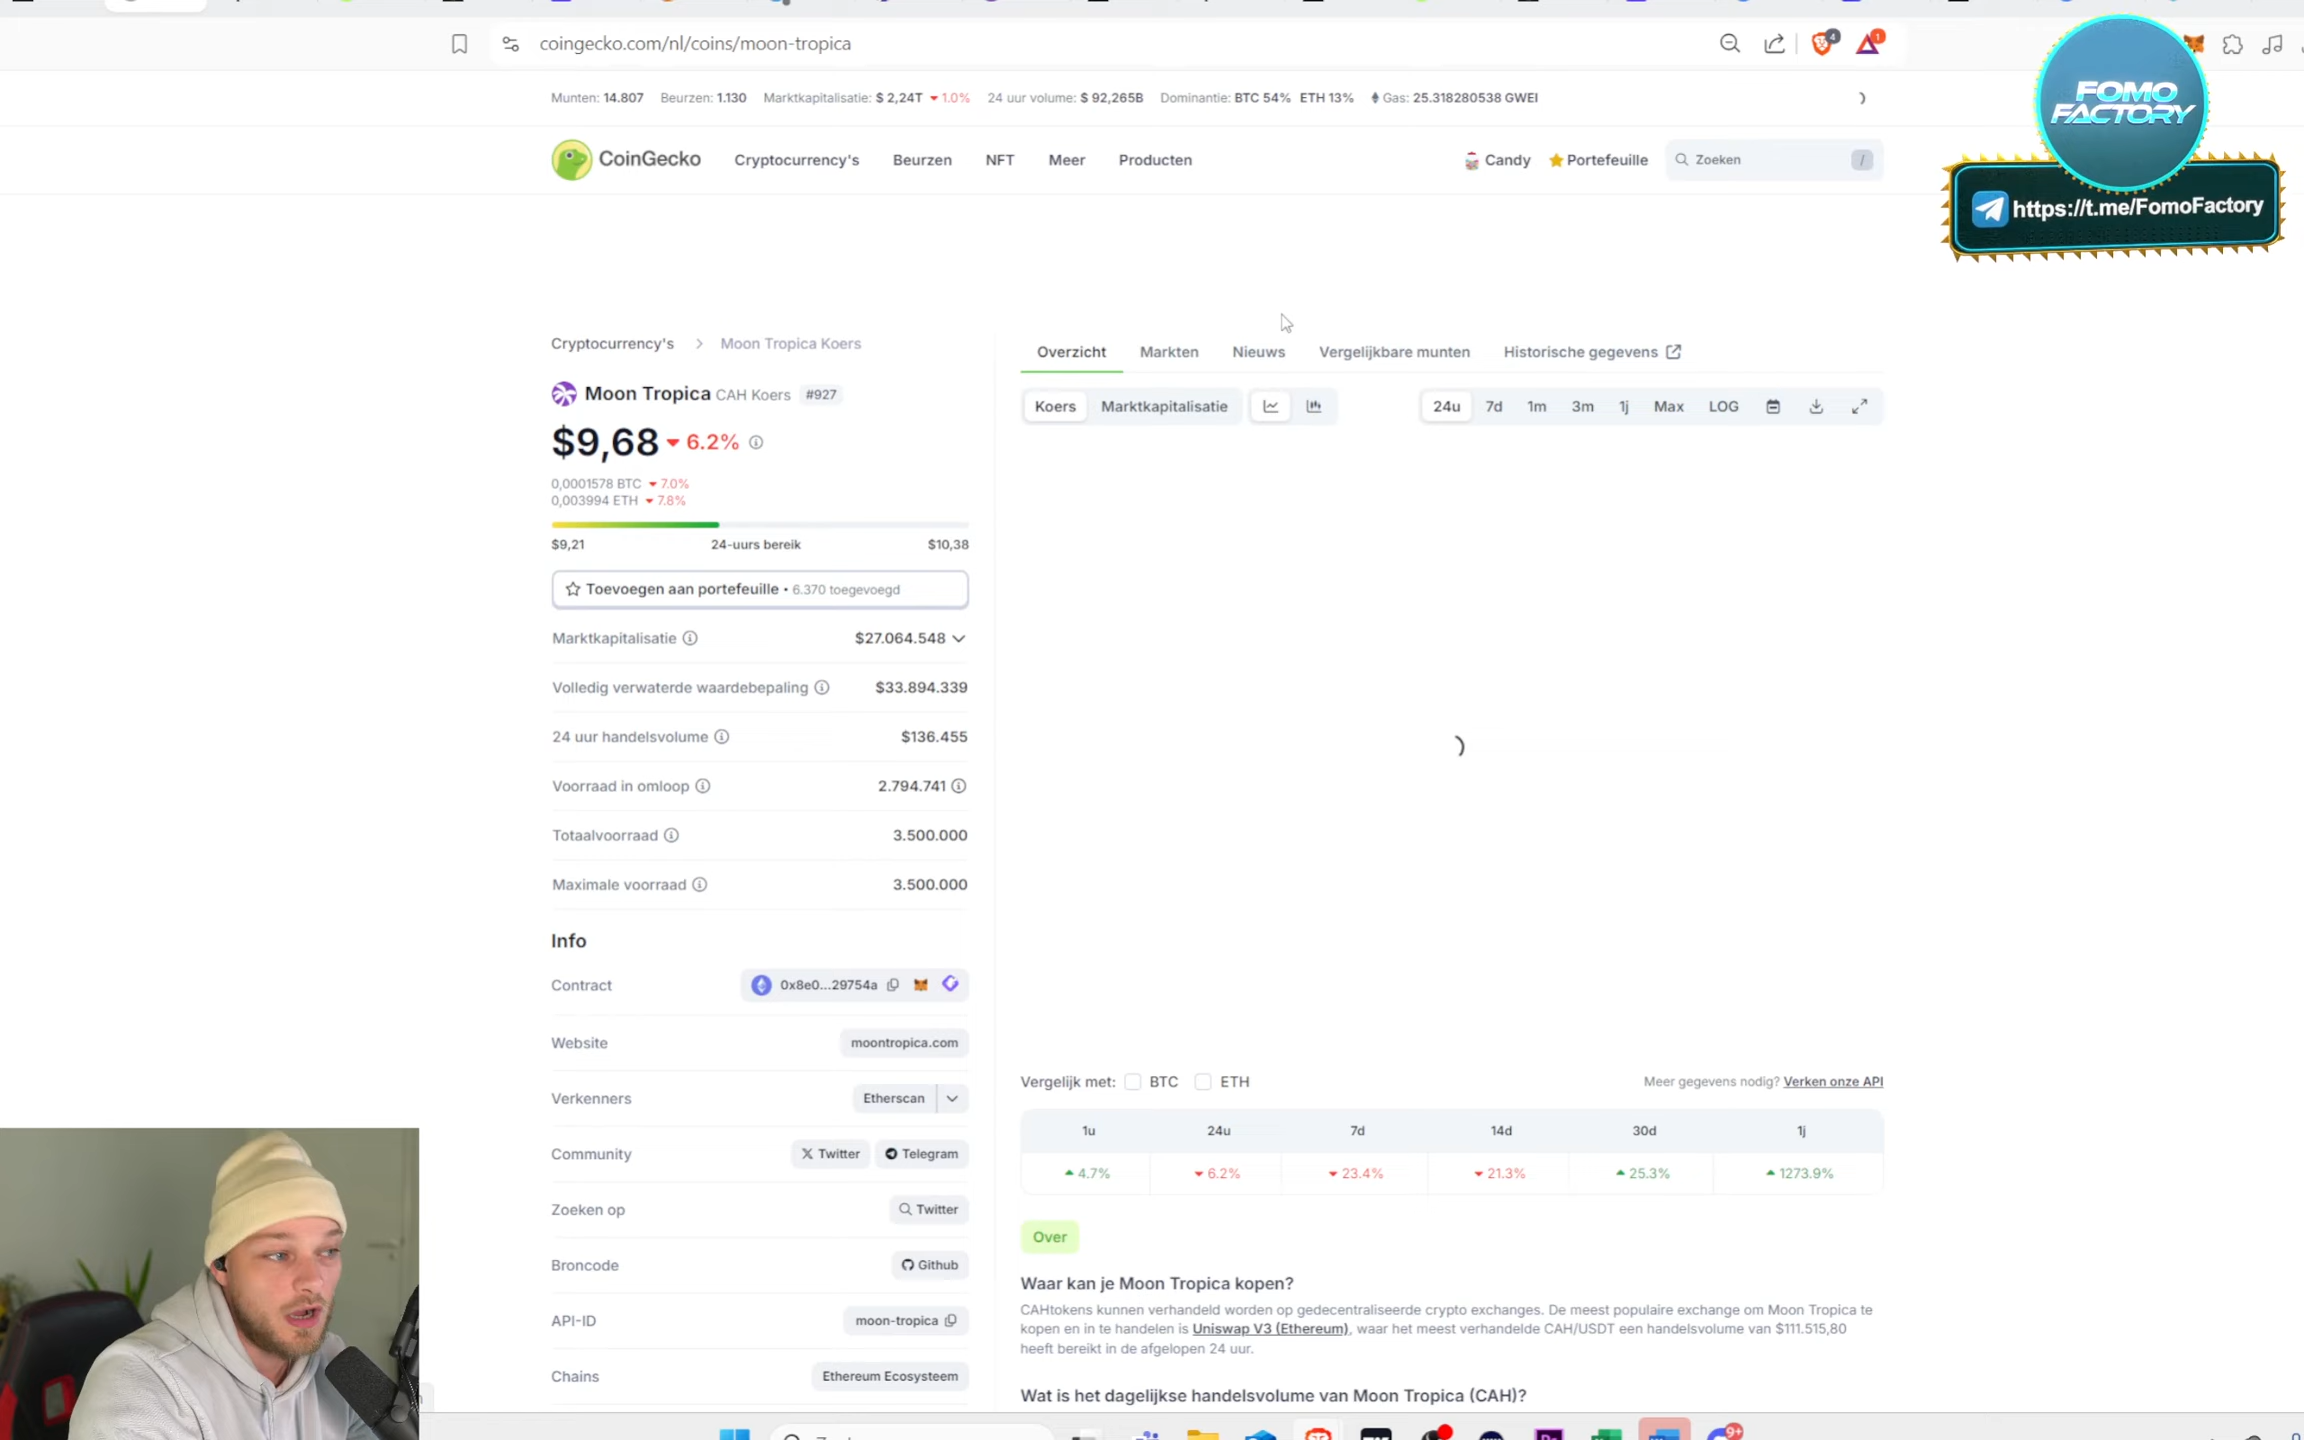 coingecko.com/nl/coins/moon-tropica
4
1
FOMO
FACTORY
https://t.me/FomoFactory
Munten: 14.807 Beurzen: 1.130 Marktkapitalisatie: $ 2,24T 1.0% 24 uur volume: $ 92,265B Dominantie: BTC 54% ETH 13% Gas: 25.318280538 GWEI
CoinGecko Cryptocurrency's Beurzen NFT Meer Producten Candy Portefeuille Zoeken /
Cryptocurrency's > Moon Tropica Koers
Moon Tropica CAH Koers #927
$9,68 6.2%
0,0001578 BTC 7.0%
0,003994 ETH 7.8%
$9,21 24-uurs bereik $10,38
Toevoegen aan portefeuille • 6.370 toegevoegd
Marktkapitalisatie $27.064.548
Volledig verwaterde waardebepaling $33.894.339
24 uur handelsvolume $136.455
Voorraad in omloop 2.794.741
Totaalvoorraad 3.500.000
Maximale voorraad 3.500.000
Info
Contract 0x8e0...29754a
Website moontropica.com
Verkenners Etherscan
Community Twitter Telegram
Zoeken op Twitter
Broncode Github
API-ID moon-tropica
Chains Ethereum Ecosysteem
Overzicht Markten Nieuws Vergelijkbare munten Historische gegevens
Koers Marktkapitalisatie 24u 7d 1m 3m 1j Max LOG
Vergelijk met: BTC ETH Meer gegevens nodig? Verken onze API
1u 24u 7d 14d 30d 1j
4.7% 6.2% 23.4% 21.3% 25.3% 1273.9%
Over
Waar kan je Moon Tropica kopen?
CAHtokens kunnen verhandeld worden op gedecentraliseerde crypto exchanges. De meest populaire exchange om Moon Tropica te
kopen en in te handelen is Uniswap V3 (Ethereum), waar het meest verhandelde CAH/USDT een handelsvolume van $111.515,80
heeft bereikt in de afgelopen 24 uur.
Wat is het dagelijkse handelsvolume van Moon Tropica (CAH)?
9+